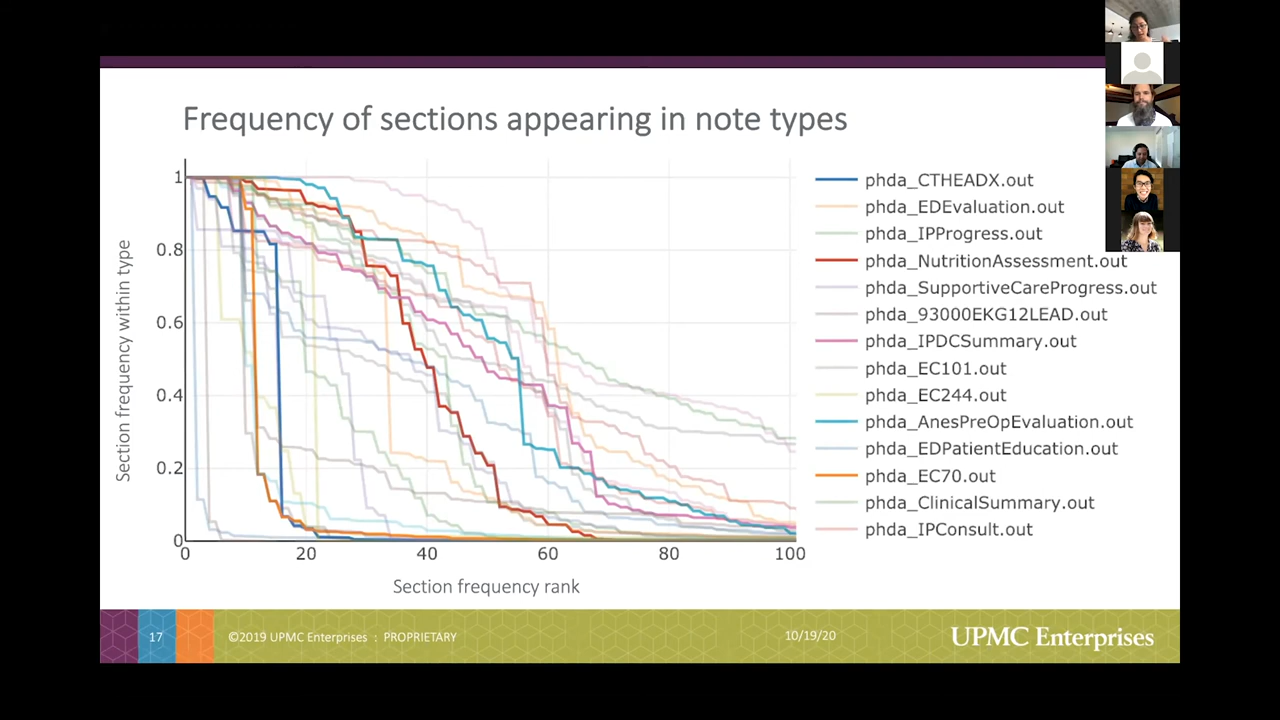 Frequency of sections appearing in note types
Section frequency within type
1
0.8
0.6
0.4
0.2
0
0
20
40
60
80
100
Section frequency rank
phda_CTHEADX.out
phda_EDEvaluation.out
phda_IPProgress.out
phda_NutritionAssessment.out
phda_SupportiveCareProgress.out
phda_93000EKG12LEAD.out
phda_IPDCSummary.out
phda_EC101.out
phda_EC244.out
phda_AnesPreOpEvaluation.out
phda_EDPatientEducation.out
phda_EC70.out
phda_ClinicalSummary.out
phda_IPConsult.out
17
©2019 UPMC Enterprises : PROPRIETARY
10/19/20
UPMC Enterprises